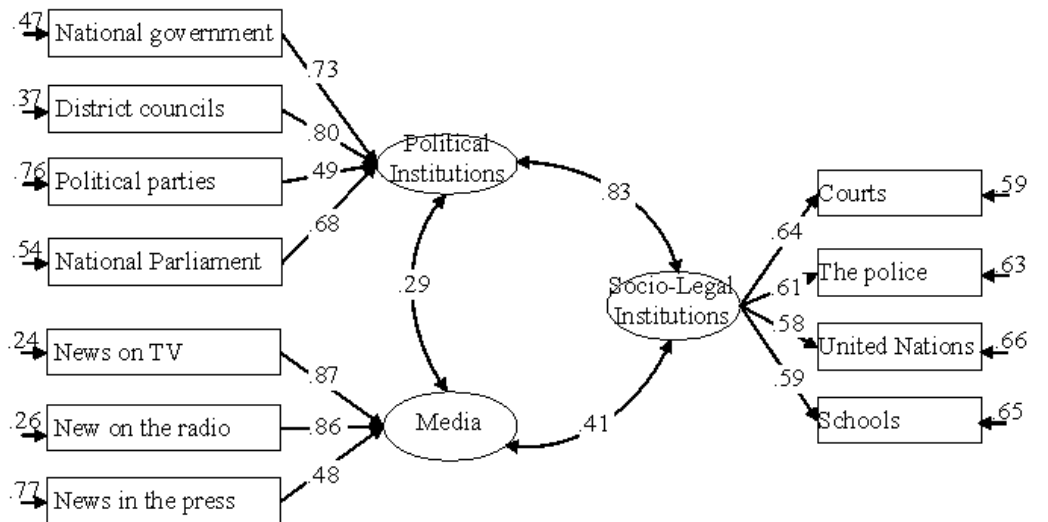 .47
National government
.73
.37
District councils
.80
Political
Institutions
.76
Political parties
.49
.83
.59
Courts
.68
.64
.54
National Parliament
.63
The police
.29
Socio-Legal
Institutions
.61
.58
.24
News on TV
.66
United Nations
.87
.59
.26
New on the radio
.86
Media
.41
.65
Schools
.48
.77
News in the press